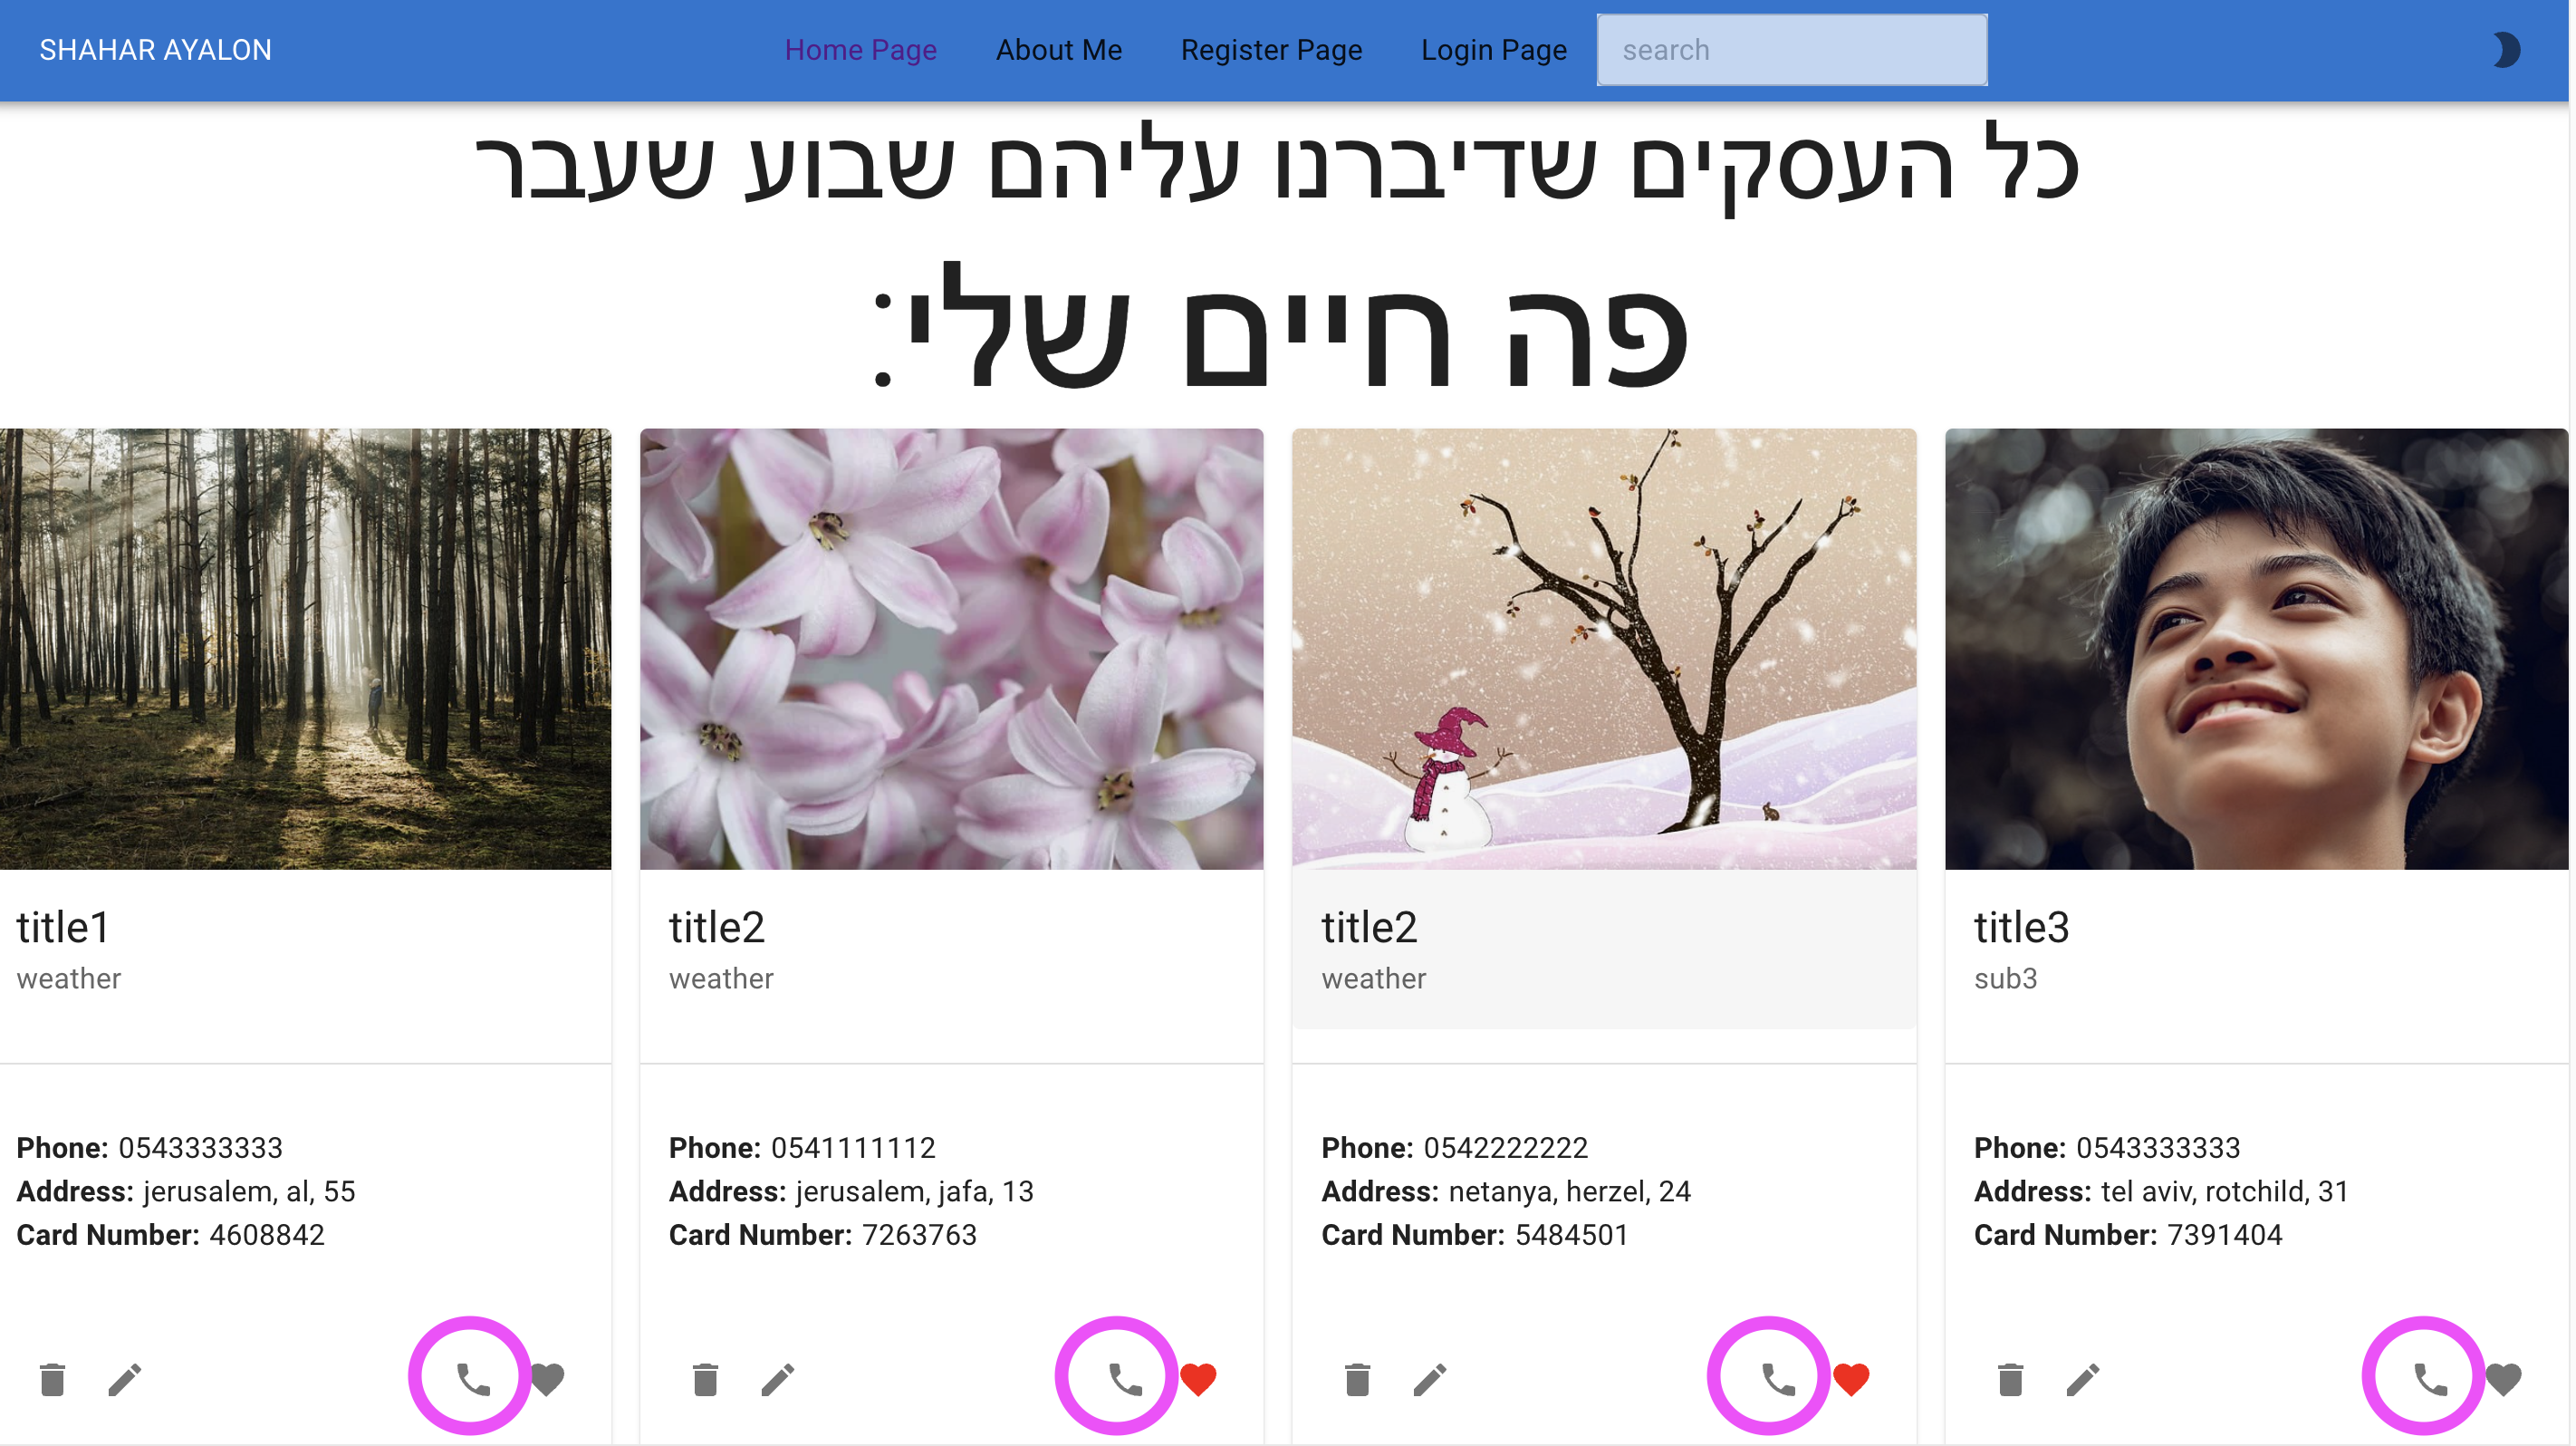 SHAHAR AYALON
Home Page About Me Register Page Login Page search
כל העסקים שדיברנו עליהם שבוע שעבר
פה חיים שלי:
title1
weather
Phone: 0543333333
Address: jerusalem, al, 55
Card Number: 4608842
title2
weather
Phone: 0541111112
Address: jerusalem, jafa, 13
Card Number: 7263763
title2
weather
Phone: 0542222222
Address: netanya, herzel, 24
Card Number: 5484501
title3
sub3
Phone: 0543333333
Address: tel aviv, rotchild, 31
Card Number: 7391404